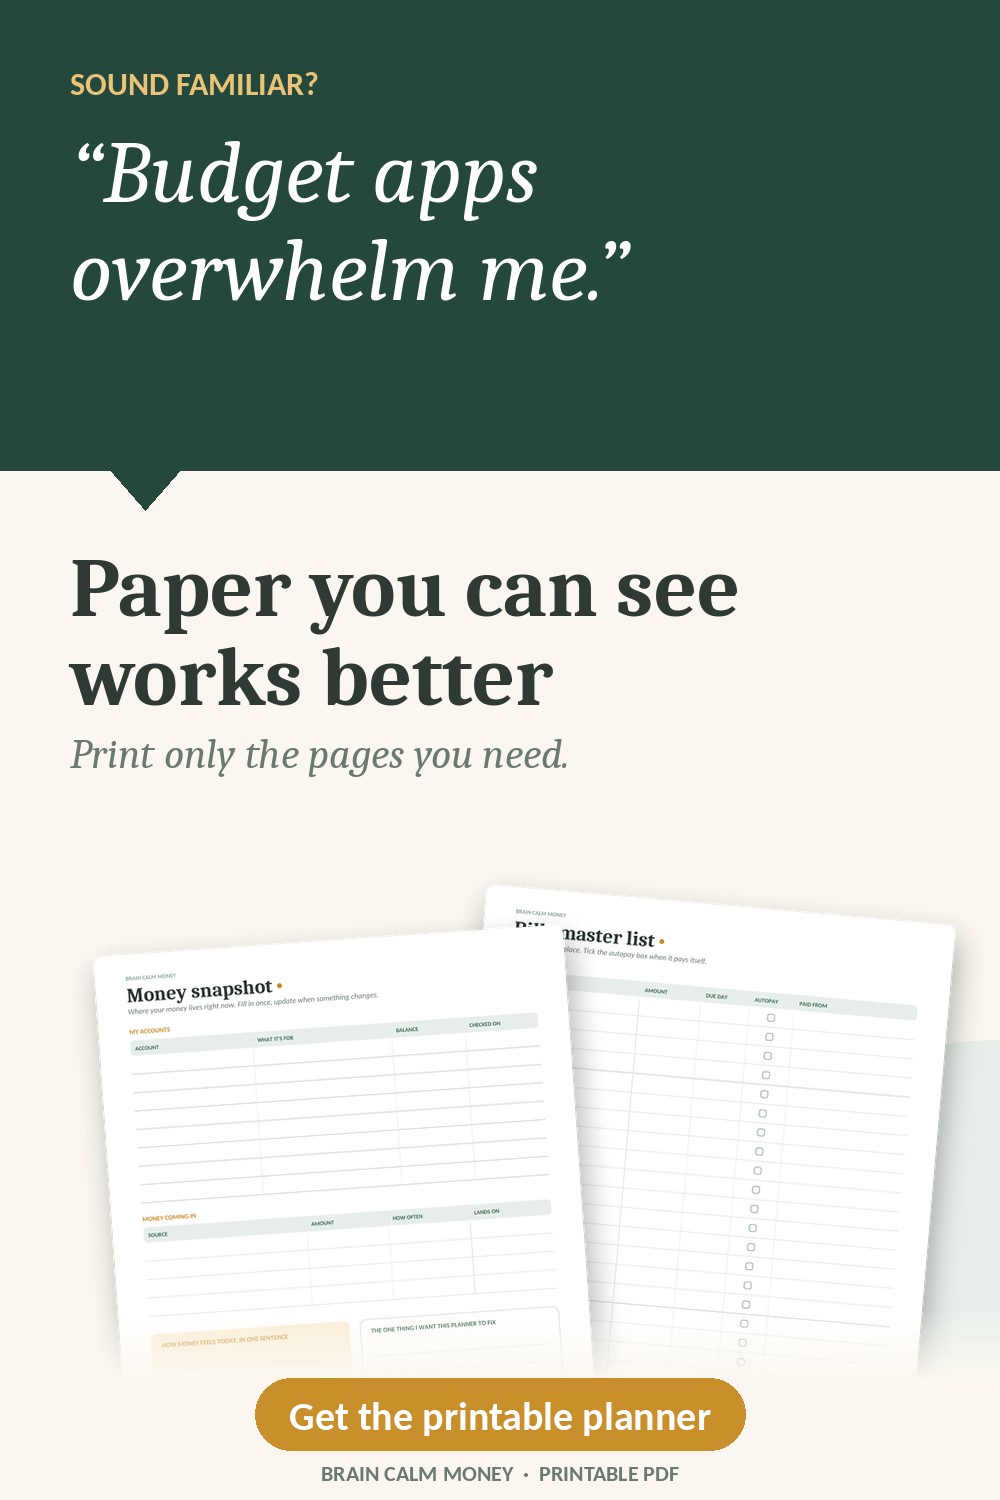 SOUND FAMILIAR?
“Budget apps
overwhelm me.”
Paper you can see
works better
Print only the pages you need.
BRAIN CALM MONEY
master list •
place. Tick the autopay box when it pays itself.
AMOUNT DUE DAY AUTOPAY PAID FROM
BRAIN CALM MONEY
Money snapshot •
Where your money lives right now. Fill in once, update when something changes.
MY ACCOUNTS
ACCOUNT WHAT IT'S FOR BALANCE CHECKED ON
MONEY COMING IN
SOURCE AMOUNT HOW OFTEN LANDS ON
HOW MONEY FEELS TODAY, IN ONE SENTENCE
THE ONE THING I WANT THIS PLANNER TO FIX
Get the printable planner
BRAIN CALM MONEY • PRINTABLE PDF